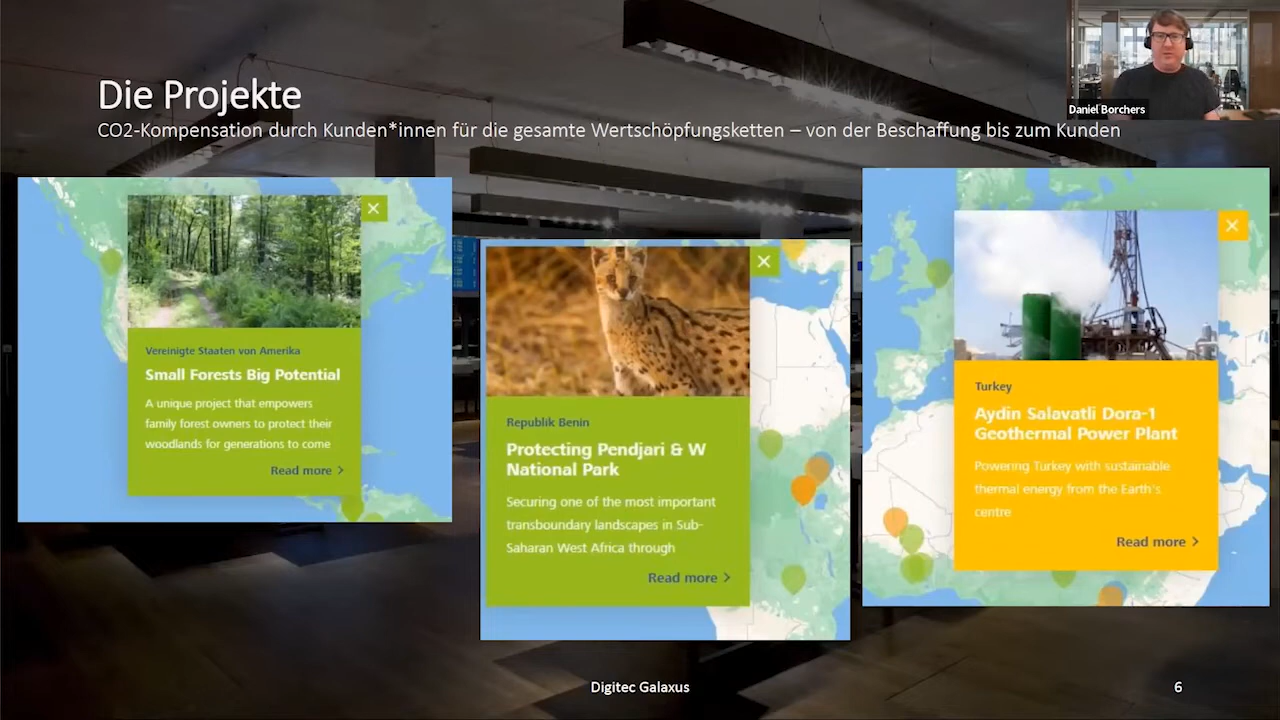 Die Projekte
CO2-Kompensation durch Kunden*innen für die gesamte Wertschöpfungsketten – von der Beschaffung bis zum Kunden
Daniel Borchers
Vereinigte Staaten von Amerika
Small Forests Big Potential
A unique project that empowers
family forest owners to protect their
woodlands for generations to come
Read more
Republik Benin
Protecting Pendjari & W
National Park
Securing one of the most important
transboundary landscapes in Sub-
Saharan West Africa through
Read more
Turkey
Aydin Salavatli Dora-1
Geothermal Power Plant
Powering Turkey with sustainable
thermal energy from the Earth's
centre
Read more
Digitec Galaxus
6